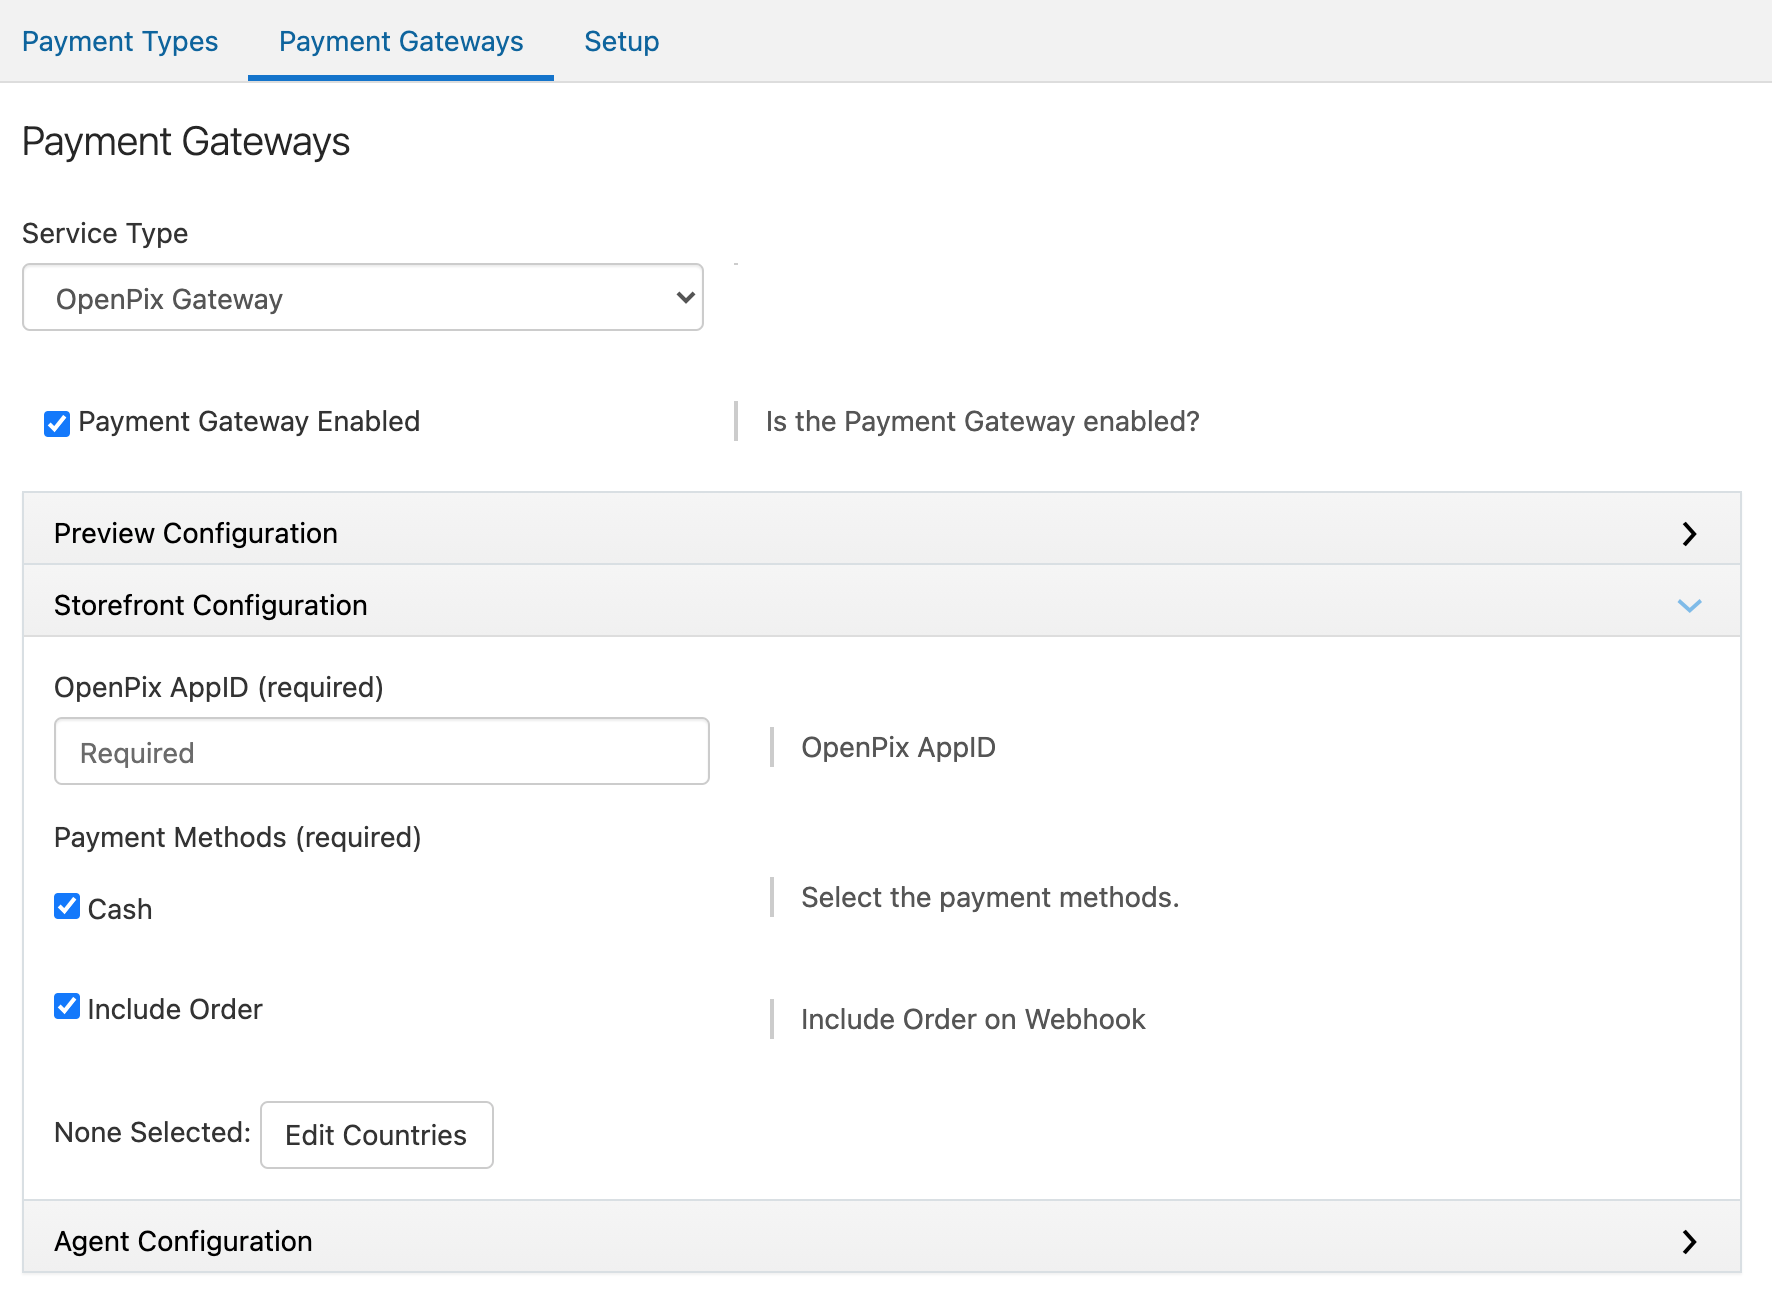 Payment Types Payment Gateways Setup
Payment Gateways
Service Type
OpenPix Gateway
Payment Gateway Enabled
Is the Payment Gateway enabled?
Preview Configuration
Storefront Configuration
OpenPix AppID (required)
Required
OpenPix AppID
Payment Methods (required)
Cash
Select the payment methods.
Include Order
Include Order on Webhook
None Selected: Edit Countries
Agent Configuration